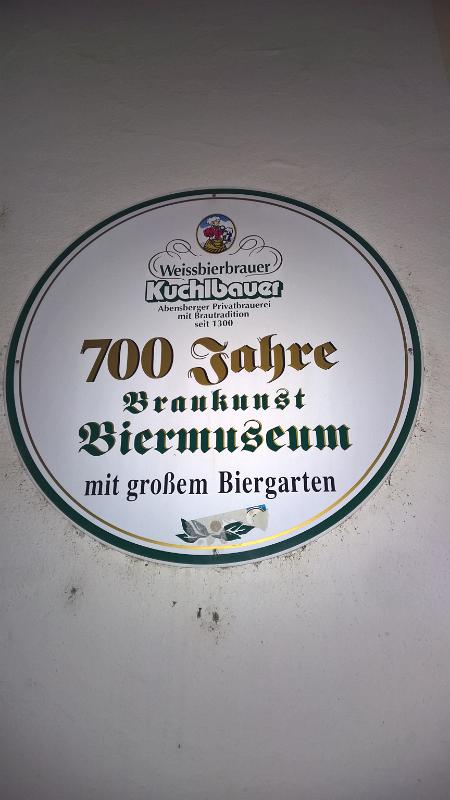 Weissbierbrauer
Kuchlbauer
Abensberger Privatbrauerei
mit Brautradition
seit 1300
700 Jahre
Braukunst
Biermuseum
mit großem Biergarten